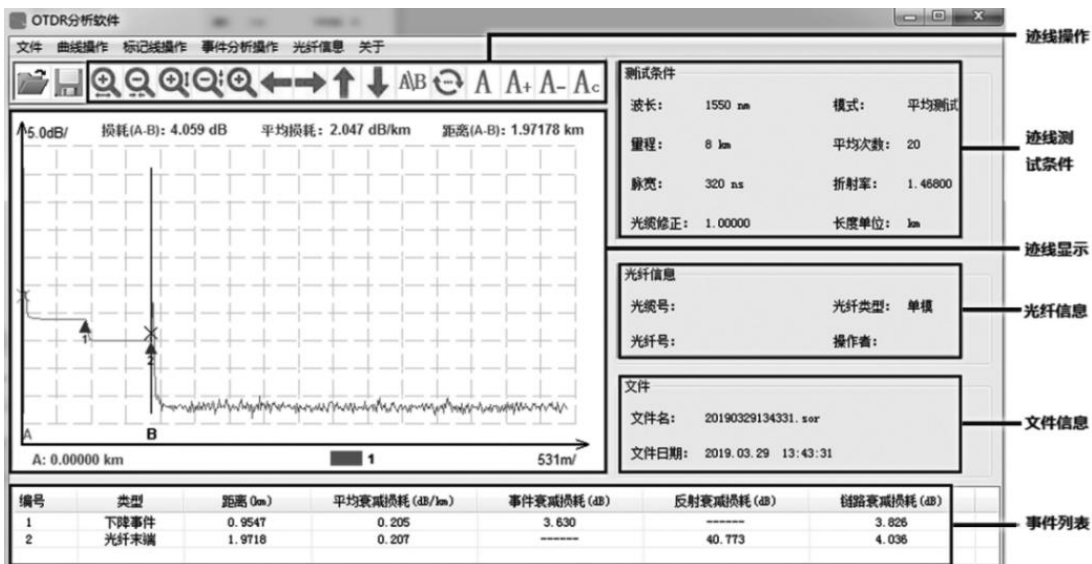 OTDR分析软件
文件 曲线操作 标记线操作 事件分析操作 光纤信息 关于
迹线操作
A\B A A+ A- Ac
5.0dB/ 损耗(A-B): 4.059 dB 平均损耗: 2.047 dB/km 距离(A-B): 1.97178 km
测试条件
波长: 1550 nm 模式: 平均测试
量程: 8 km 平均次数: 20
脉宽: 320 ns 折射率: 1.46800
光缆修正: 1.00000 长度单位: km
迹线测
试条件
迹线显示
光纤信息
光缆号: 光纤类型: 单模
光纤号: 操作者:
光纤信息
1
2
A B
A: 0.00000 km 1 531m/
文件
文件名: 20190329134331.sor
文件日期: 2019.03.29 13:43:31
文件信息
编号 类型 距离(km) 平均衰减损耗(dB/km) 事件衰减损耗(dB) 反射衰减损耗(dB) 链路衰减损耗(dB)
1 下降事件 0.9547 0.205 3.630 ------ 3.826
2 光纤末端 1.9718 0.207 ------ 40.773 4.036
事件列表